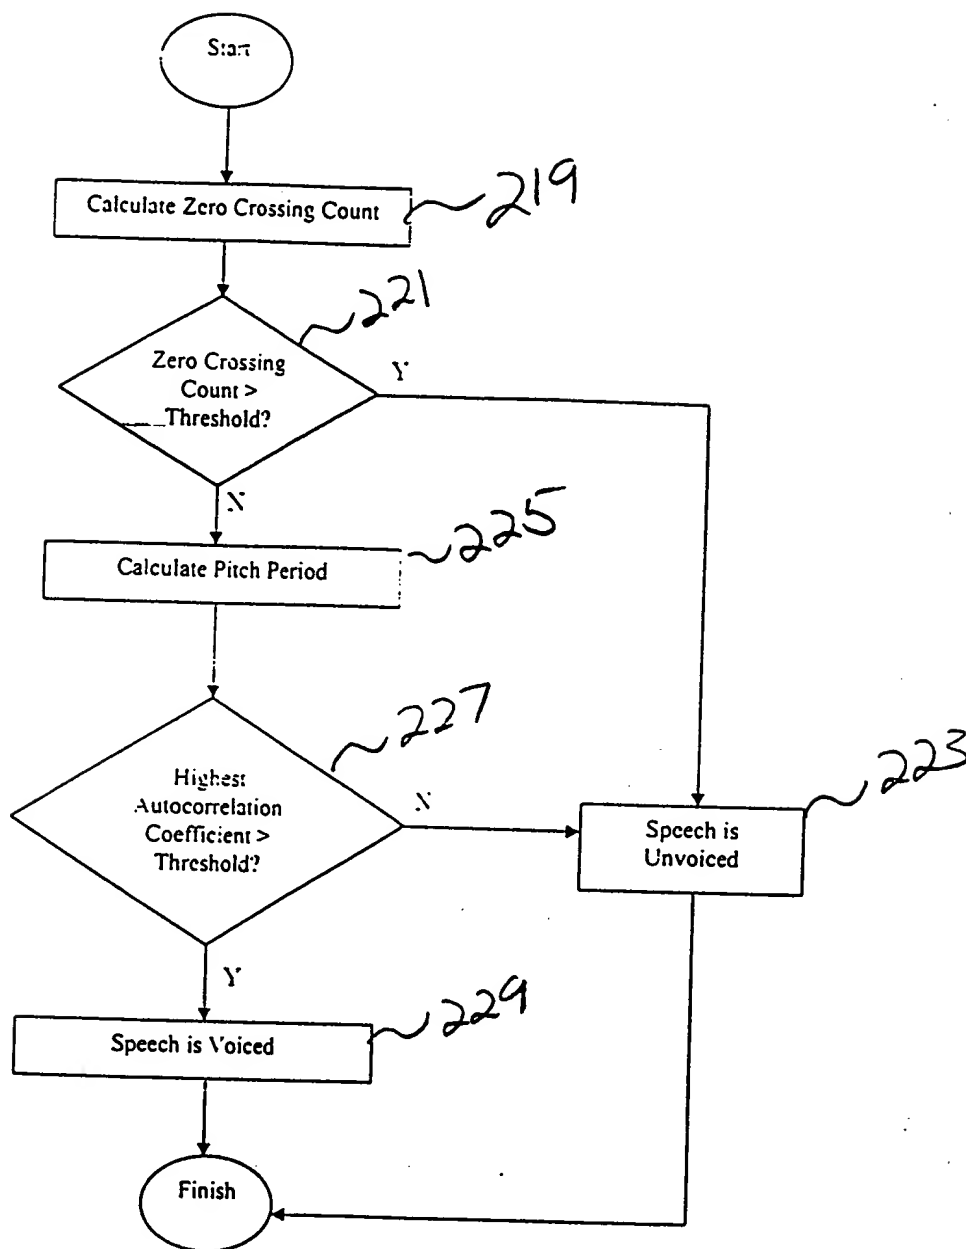 Start
Calculate Zero Crossing Count
219
221
Zero Crossing
Count >
Threshold?
Y
N
225
Calculate Pitch Period
227
Highest
Autocorrelation
Coefficient >
Threshold?
N
223
Speech is
Unvoiced
Y
229
Speech is Voiced
Finish